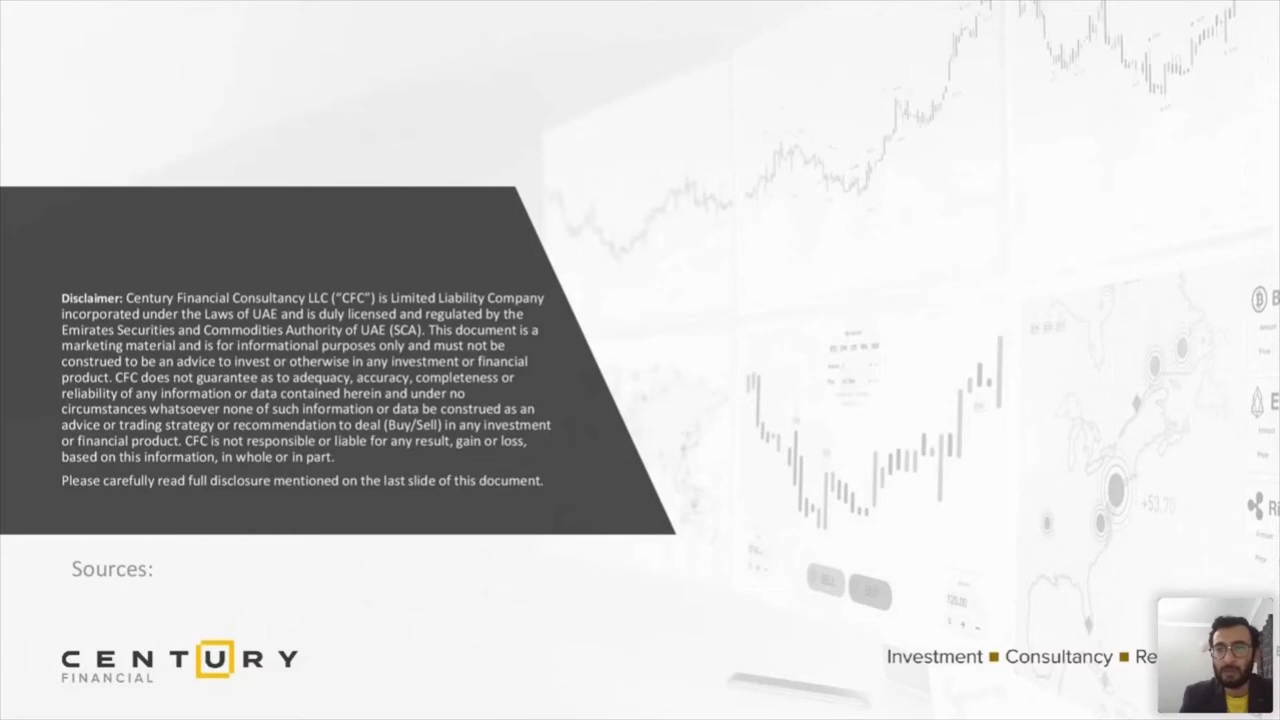 Disclaimer: Century Financial Consultancy LLC (“CFC”) is Limited Liability Company
incorporated under the Laws of UAE and is duly licensed and regulated by the
Emirates Securities and Commodities Authority of UAE (SCA). This document is a
marketing material and is for informational purposes only and must not be
construed to be an advice to invest or otherwise in any investment or financial
product. CFC does not guarantee as to adequacy, accuracy, completeness or
reliability of any information or data contained herein and under no
circumstances whatsoever none of such information or data be construed as an
advice or trading strategy or recommendation to deal (Buy/Sell) in any investment
or financial product. CFC is not responsible or liable for any result, gain or loss,
based on this information, in whole or in part.
Please carefully read full disclosure mentioned on the last slide of this document.
+53.70
SELL
BUY
120.00
Sources:
CENTURY
FINANCIAL
Investment ■ Consultancy ■ Re